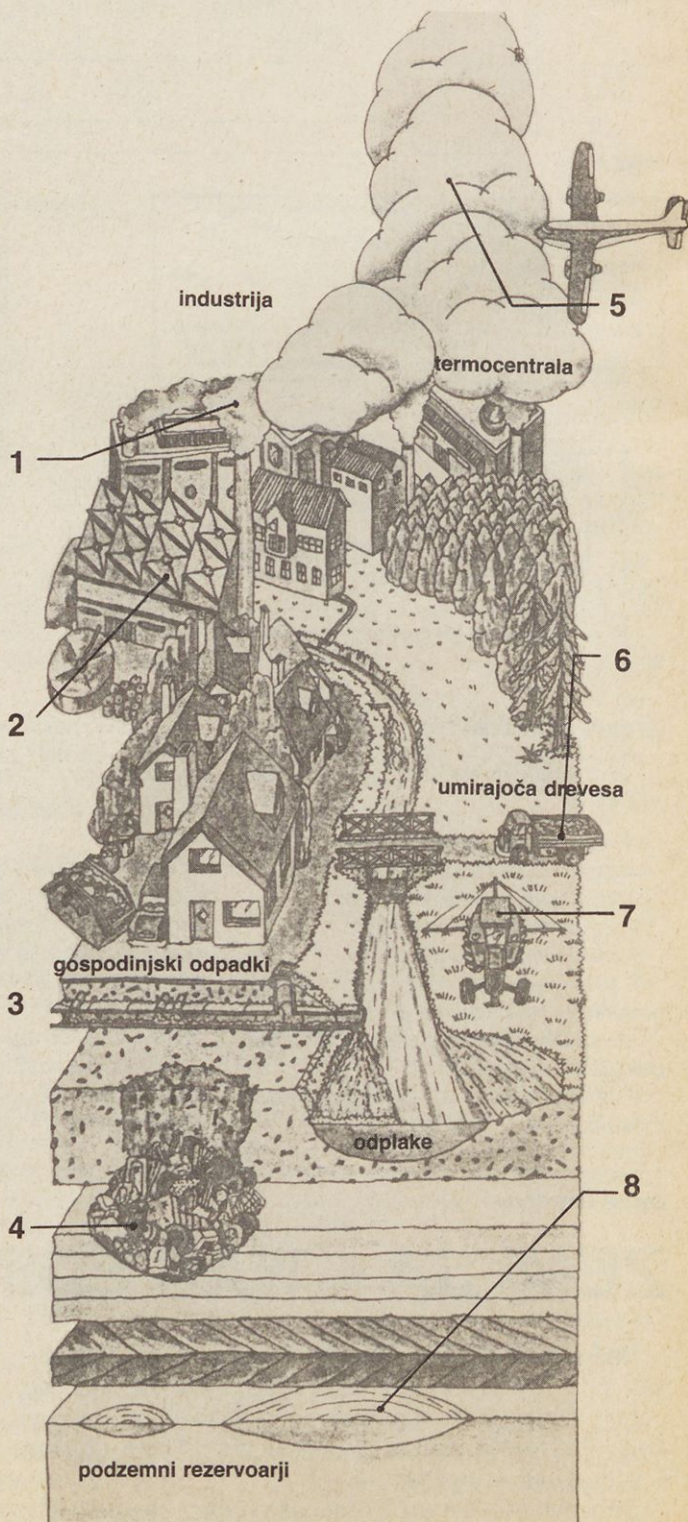 industrija
5
termocentrala
1
6
2
umirajoča drevesa
7
gospodinjski odpadki
3
odplake
8
4
podzemni rezervoarji